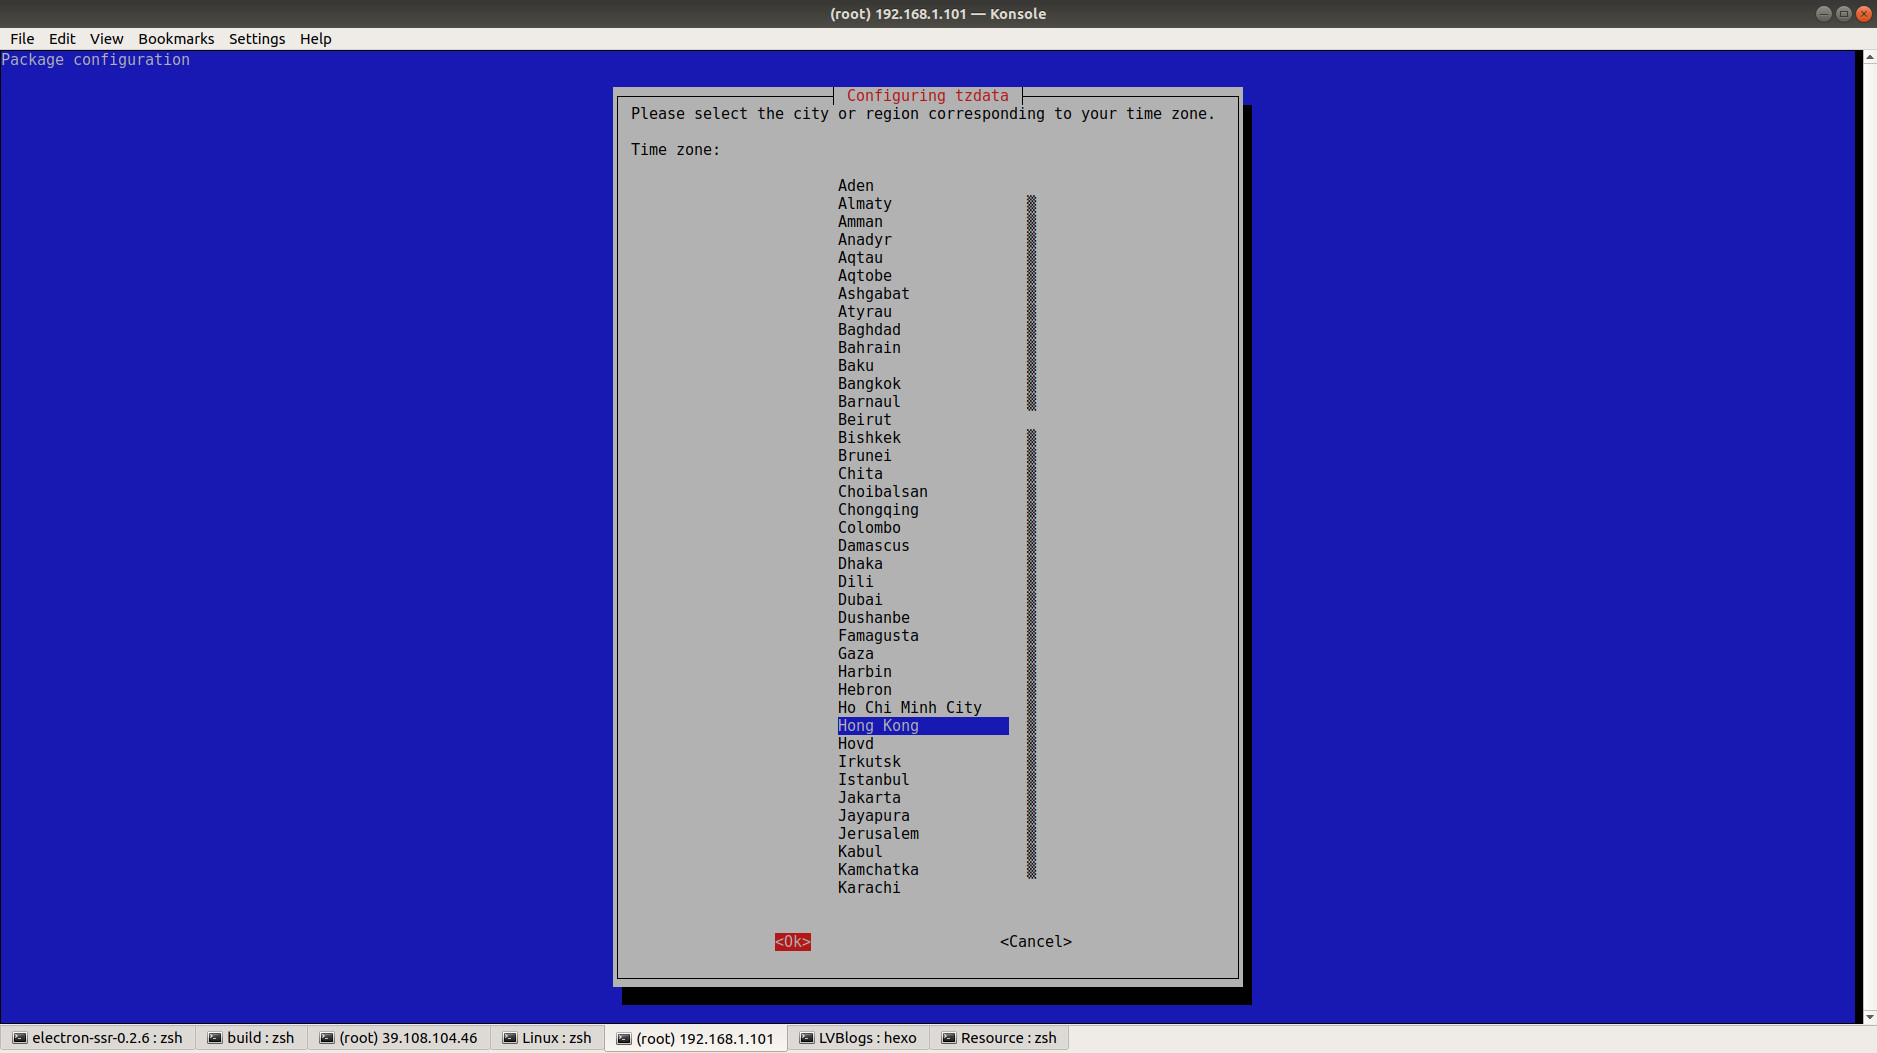 (root) 192.168.1.101 — Konsole
File Edit View Bookmarks Settings Help
Package configuration
Configuring tzdata
Please select the city or region corresponding to your time zone.
Time zone:
Aden
Almaty
Amman
Anadyr
Aqtau
Aqtobe
Ashgabat
Atyrau
Baghdad
Bahrain
Baku
Bangkok
Barnaul
Beirut
Bishkek
Brunei
Chita
Choibalsan
Chongqing
Colombo
Damascus
Dhaka
Dili
Dubai
Dushanbe
Famagusta
Gaza
Harbin
Hebron
Ho Chi Minh City
Hong Kong
Hovd
Irkutsk
Istanbul
Jakarta
Jayapura
Jerusalem
Kabul
Kamchatka
Karachi
<Ok> <Cancel>
electron-ssr-0.2.6 : zsh build : zsh (root) 39.108.104.46 Linux : zsh (root) 192.168.1.101 LVBlogs : hexo Resource : zsh